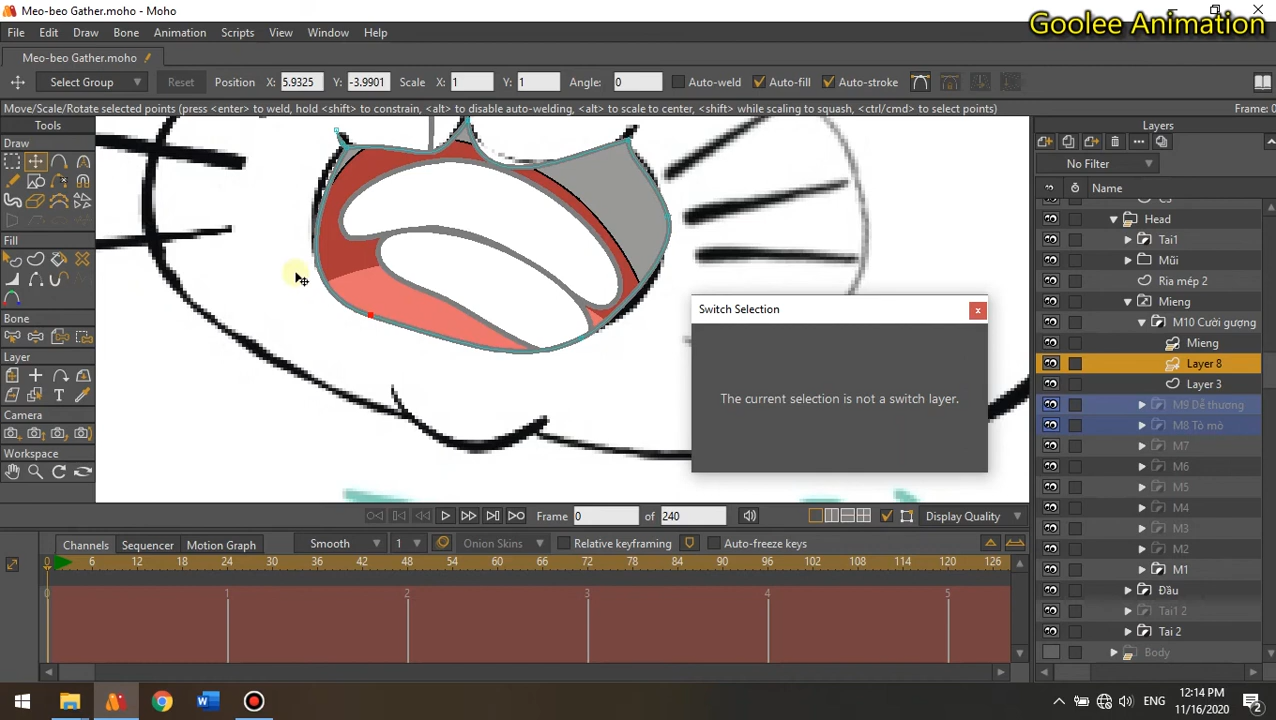 Meo-beo Gather.moho - Moho
Goolee Animation
File Edit Draw Bone Animation Scripts View Window Help
Meo-beo Gather.moho
Select Group Reset Position X: 5.9325 Y: -3.9901 Scale X: 1 Y: 1 Angle: 0 Auto-weld Auto-fill Auto-stroke
Move/Scale/Rotate selected points (press <enter> to weld, hold <shift> to constrain, <alt> to disable auto-welding, <alt> to scale to center, <shift> while scaling to squash, <ctrl/cmd> to select points)
Frame: 0
Tools
Draw
Fill
Bone
Layer
Camera
Workspace
Layers
No Filter
Name
Head
Tai1
Mũi
Ria mép 2
Mieng
M10 Cười gượng
Mieng
Layer 8
Layer 3
M9 Dễ thương
M8 Tò mò
M7
M6
M5
M4
M3
M2
M1
Đầu
Tai1 2
Tai 2
Body
Switch Selection
x
The current selection is not a switch layer.
Frame 0 of 240 Display Quality
Channels Sequencer Motion Graph Smooth 1 Onion Skins Relative keyframing Auto-freeze keys
0 6 12 18 24 30 36 42 48 54 60 66 72 78 84 90 96 102 108 114 120 126
0 1 2 3 4 5
ENG
12:14 PM
11/16/2020
2